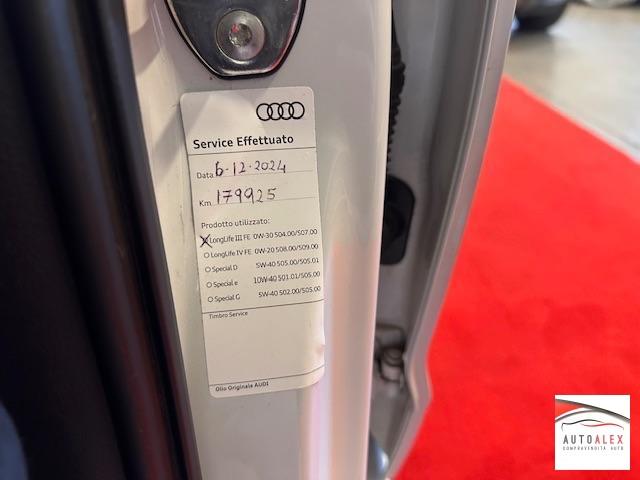 Service Effettuato
Data 6-12-2024
Km. 179925
Prodotto utilizzato:
LongLife III FE 0W-30 504.00/507.00
LongLife IV FE 0W-20 508.00/509.00
Special D 5W-40 505.00/505.01
Special e 10W-40 501.01/505.00
Special G 5W-40 502.00/505.00
Timbro Service
Olio Originale AUDI
AUTOALEX
COMPRAVENDITA AUTO